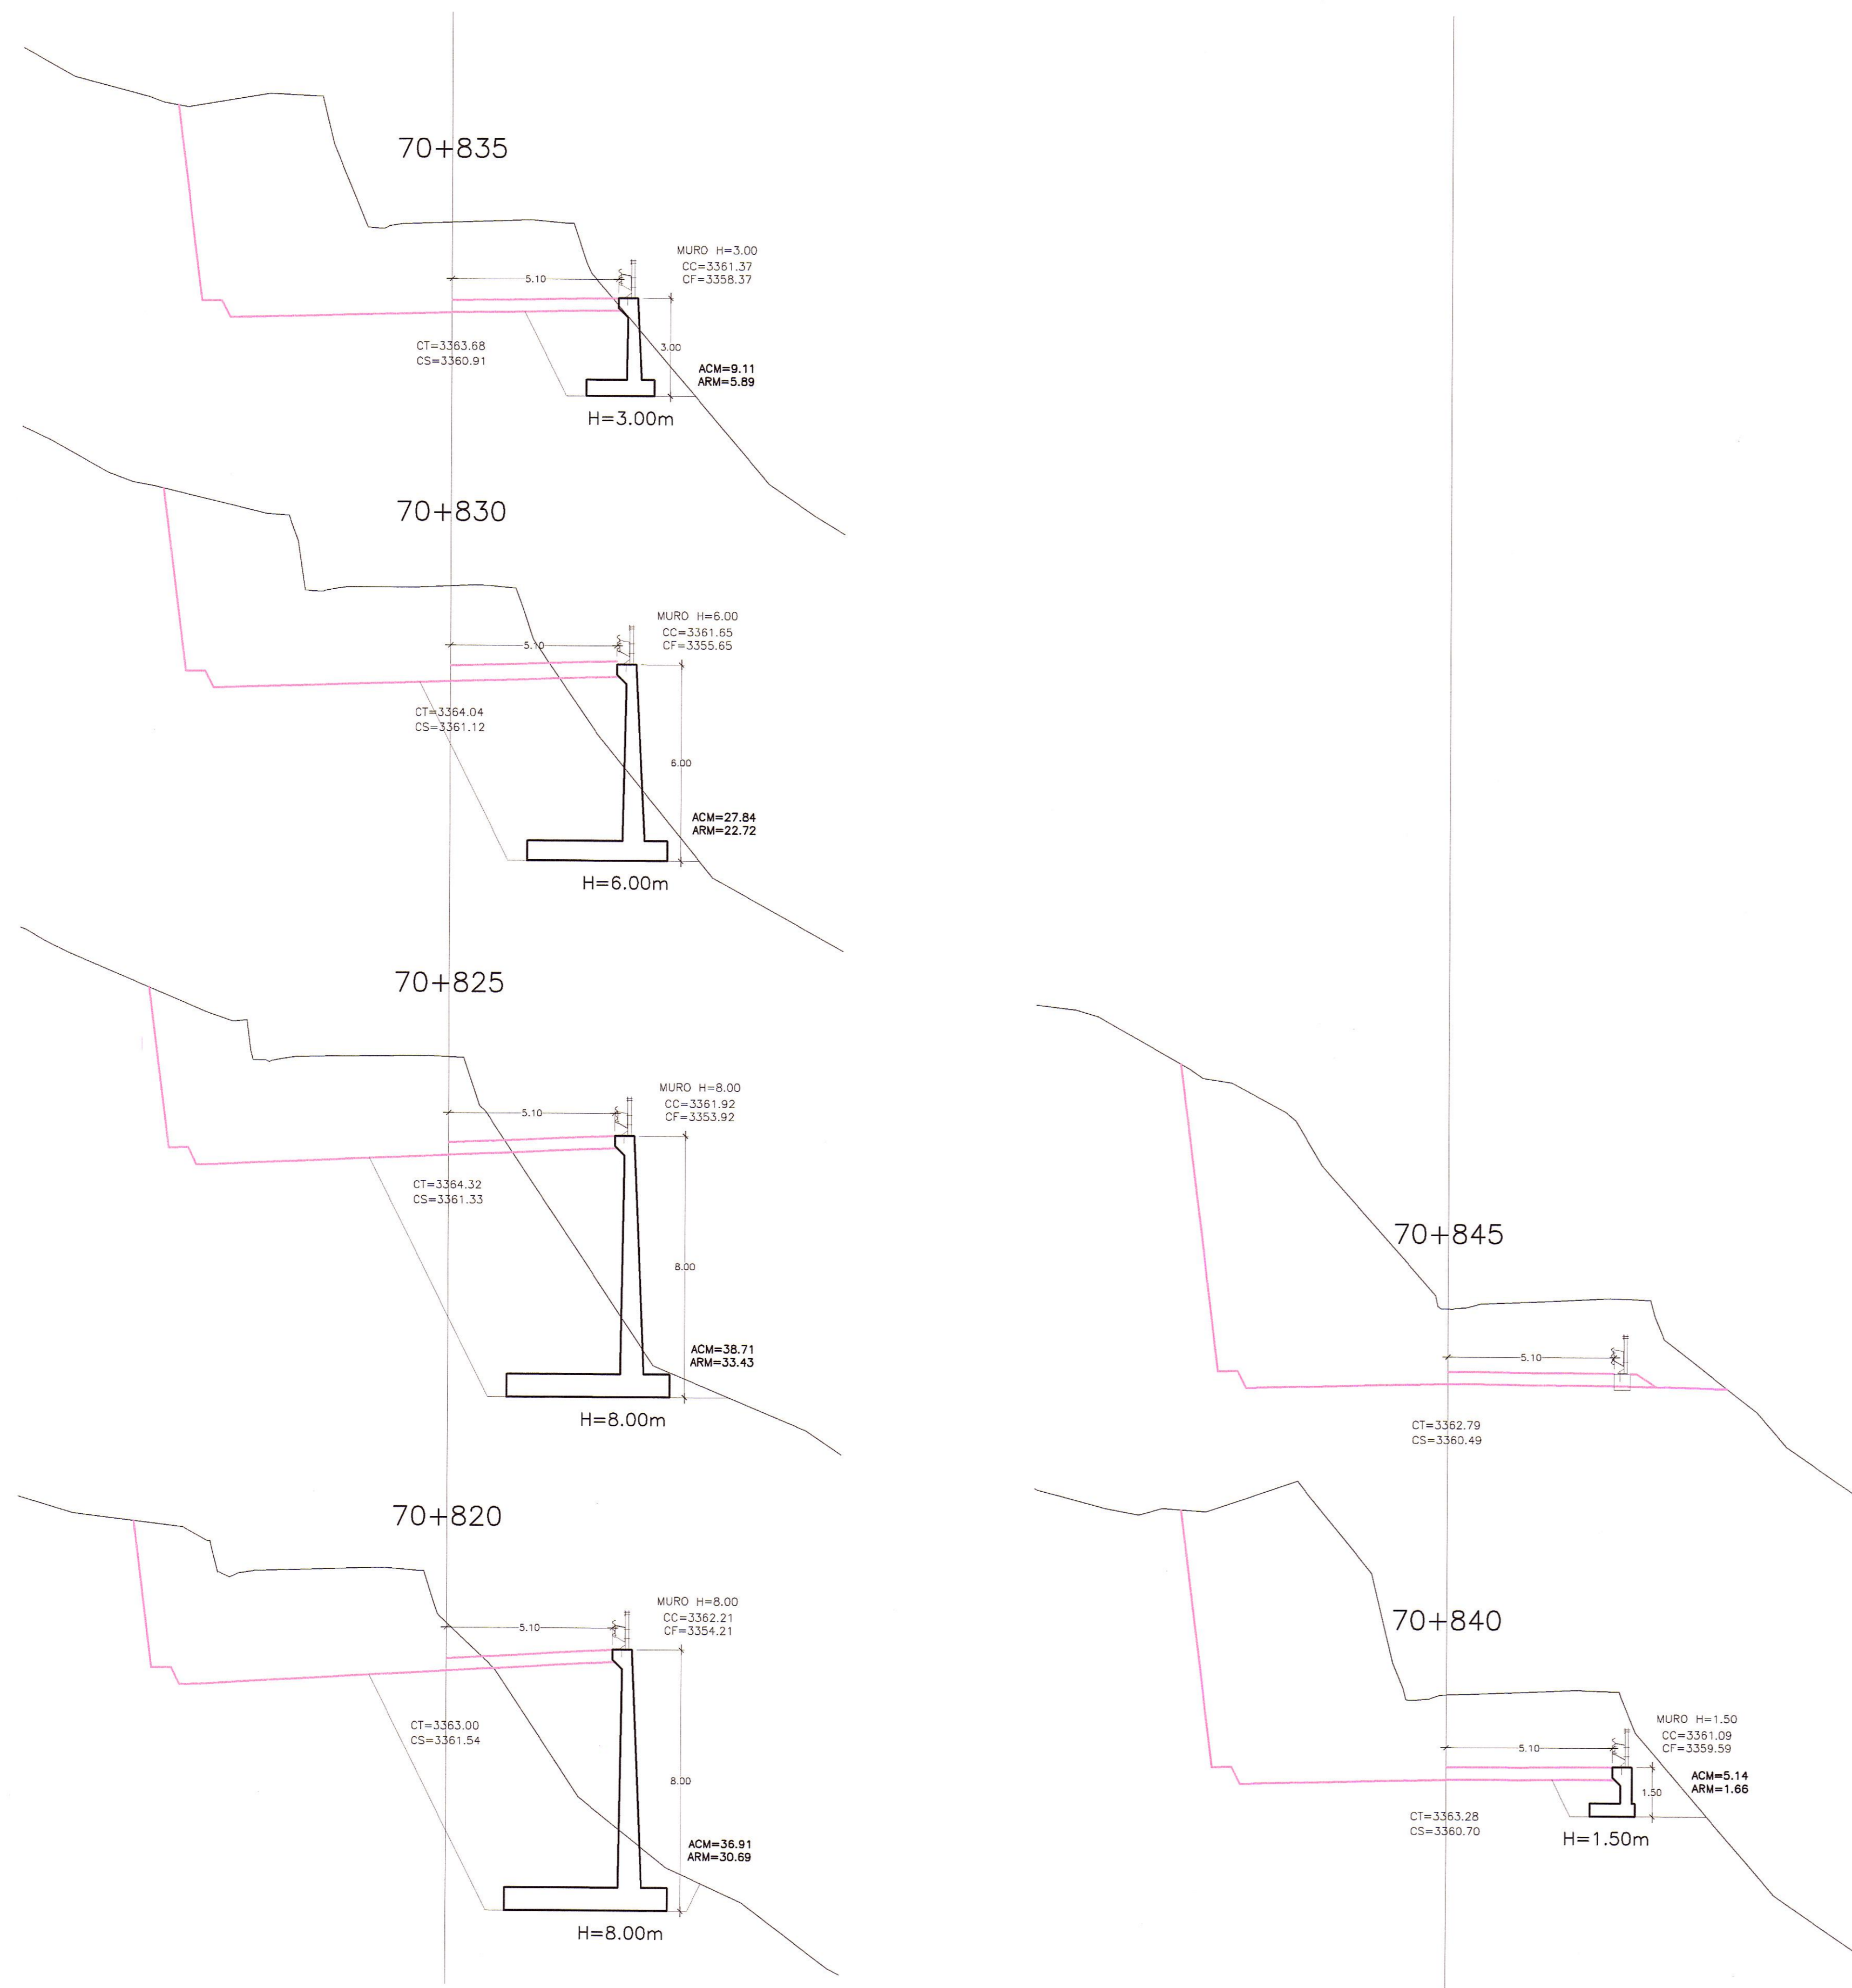 70+835
MURO H=3.00
CC=3361.37
CF=3358.37
5.10
3.00
CT=3363.68
CS=3360.91
ACM=9.11
ARM=5.89
H=3.00m
70+830
MURO H=6.00
CC=3361.65
CF=3355.65
5.10
CT=3364.04
CS=3361.12
6.00
ACM=27.84
ARM=22.72
H=6.00m
70+825
MURO H=8.00
CC=3361.92
CF=3353.92
5.10
CT=3364.32
CS=3361.33
8.00
ACM=38.71
ARM=33.43
H=8.00m
70+820
MURO H=8.00
CC=3362.21
CF=3354.21
5.10
CT=3363.00
CS=3361.54
8.00
ACM=36.91
ARM=30.69
H=8.00m
70+845
5.10
CT=3362.79
CS=3360.49
70+840
MURO H=1.50
CC=3361.09
CF=3359.59
5.10
ACM=5.14
ARM=1.66
1.50
CT=3363.28
CS=3360.70
H=1.50m